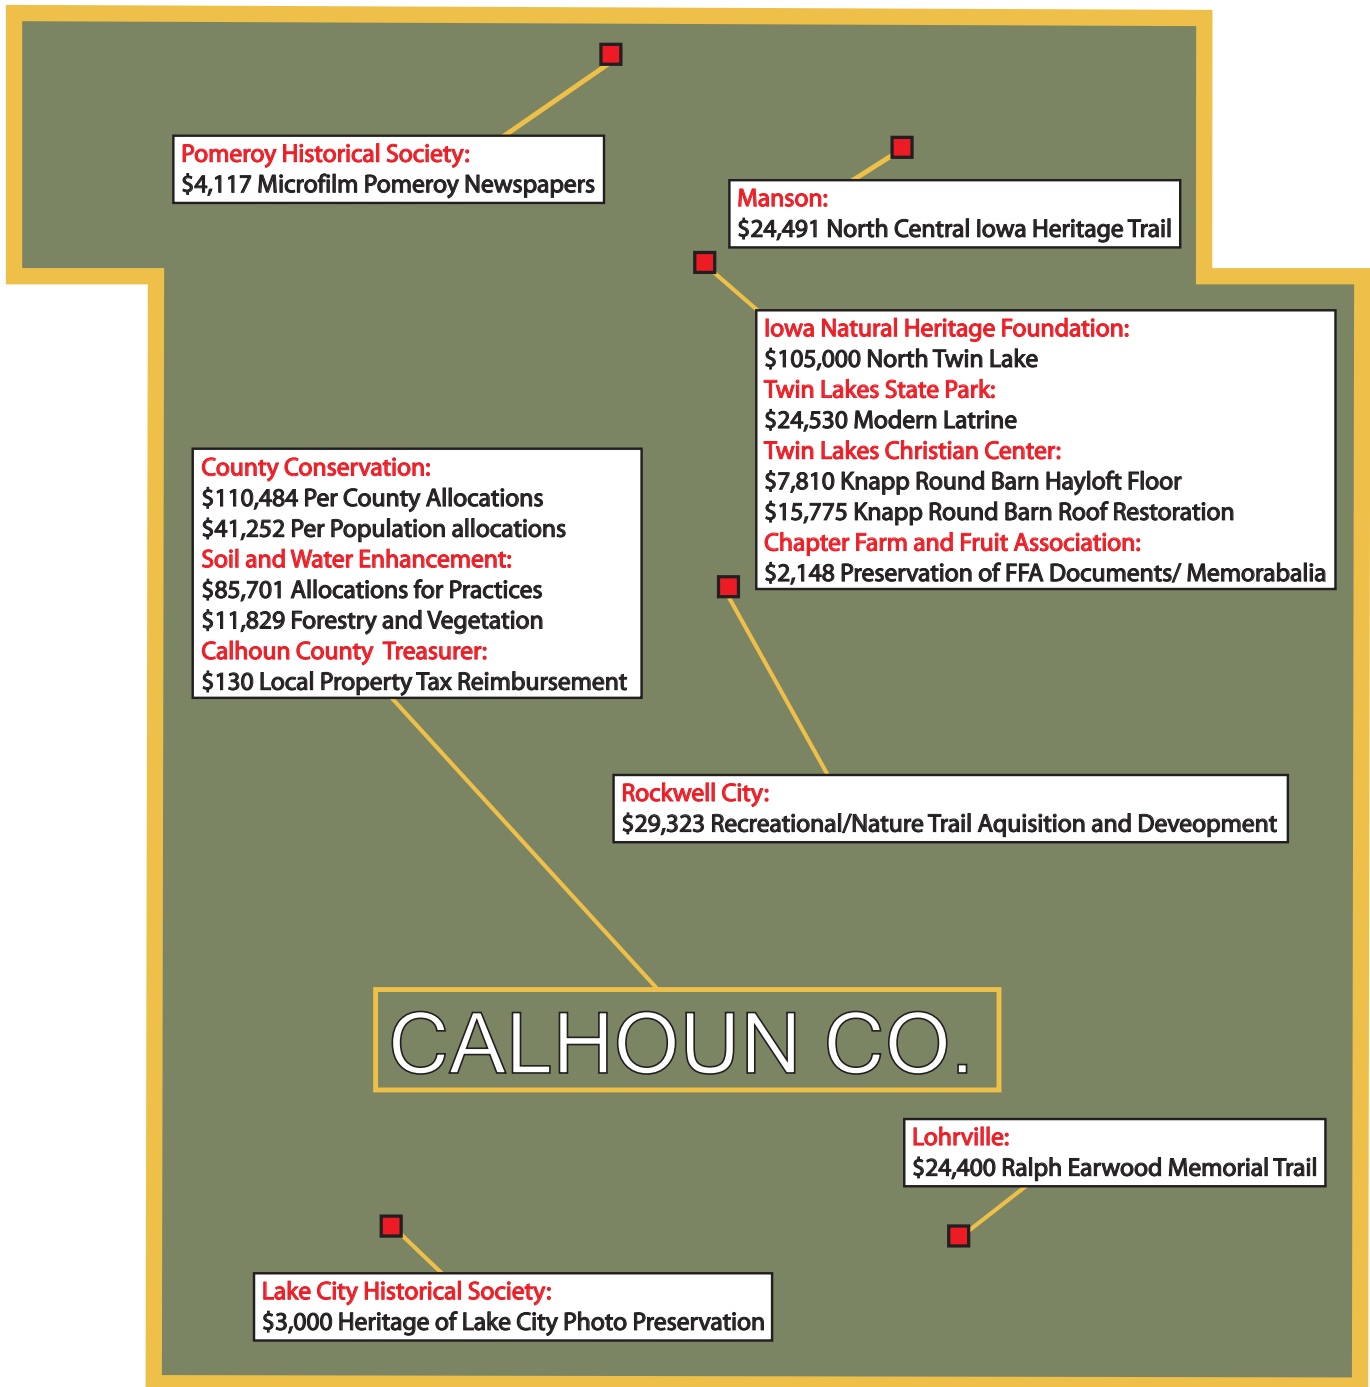 Pomeroy Historical Society:
$4,117 Microfilm Pomeroy Newspapers
Manson:
$24,491 North Central Iowa Heritage Trail
Iowa Natural Heritage Foundation:
$105,000 North Twin Lake
Twin Lakes State Park:
$24,530 Modern Latrine
Twin Lakes Christian Center:
$7,810 Knapp Round Barn Hayloft Floor
$15,775 Knapp Round Barn Roof Restoration
Chapter Farm and Fruit Association:
$2,148 Preservation of FFA Documents/ Memorabalia
County Conservation:
$110,484 Per County Allocations
$41,252 Per Population allocations
Soil and Water Enhancement:
$85,701 Allocations for Practices
$11,829 Forestry and Vegetation
Calhoun County  Treasurer:
$130 Local Property Tax Reimbursement
Rockwell City:
$29,323 Recreational/Nature Trail Aquisition and Deveopment
CALHOUN CO.
Lohrville:
$24,400 Ralph Earwood Memorial Trail
Lake City Historical Society:
$3,000 Heritage of Lake City Photo Preservation